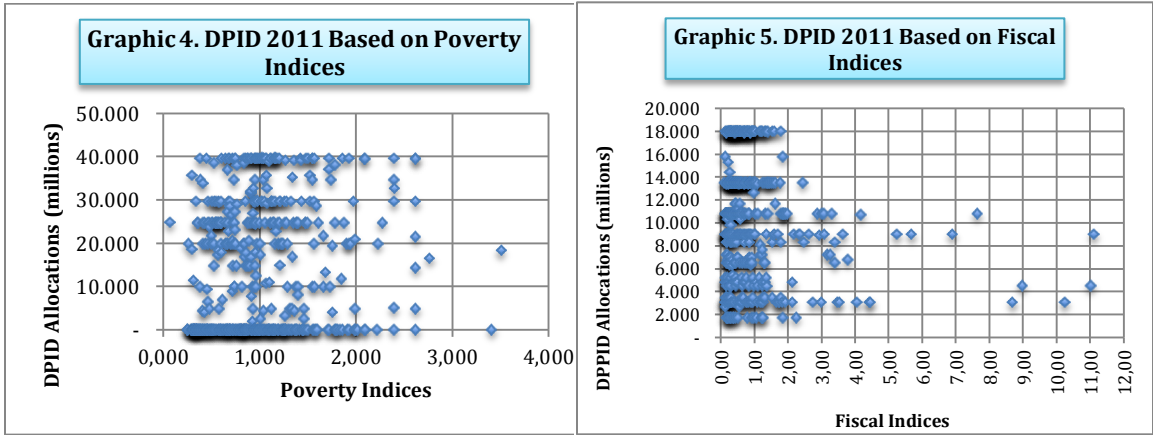 Graphic 4. DPID 2011 Based on Poverty
Indices
DPID Allocations (millions)
50.000
40.000
30.000
20.000
10.000
-
0,000 1,000 2,000 3,000 4,000
Poverty Indices
Graphic 5. DPID 2011 Based on Fiscal
Indices
DPPID Allocations (millions)
20.000
18.000
16.000
14.000
12.000
10.000
8.000
6.000
4.000
2.000
-
0,00 1,00 2,00 3,00 4,00 5,00 6,00 7,00 8,00 9,00 10,00 11,00 12,00
Fiscal Indices